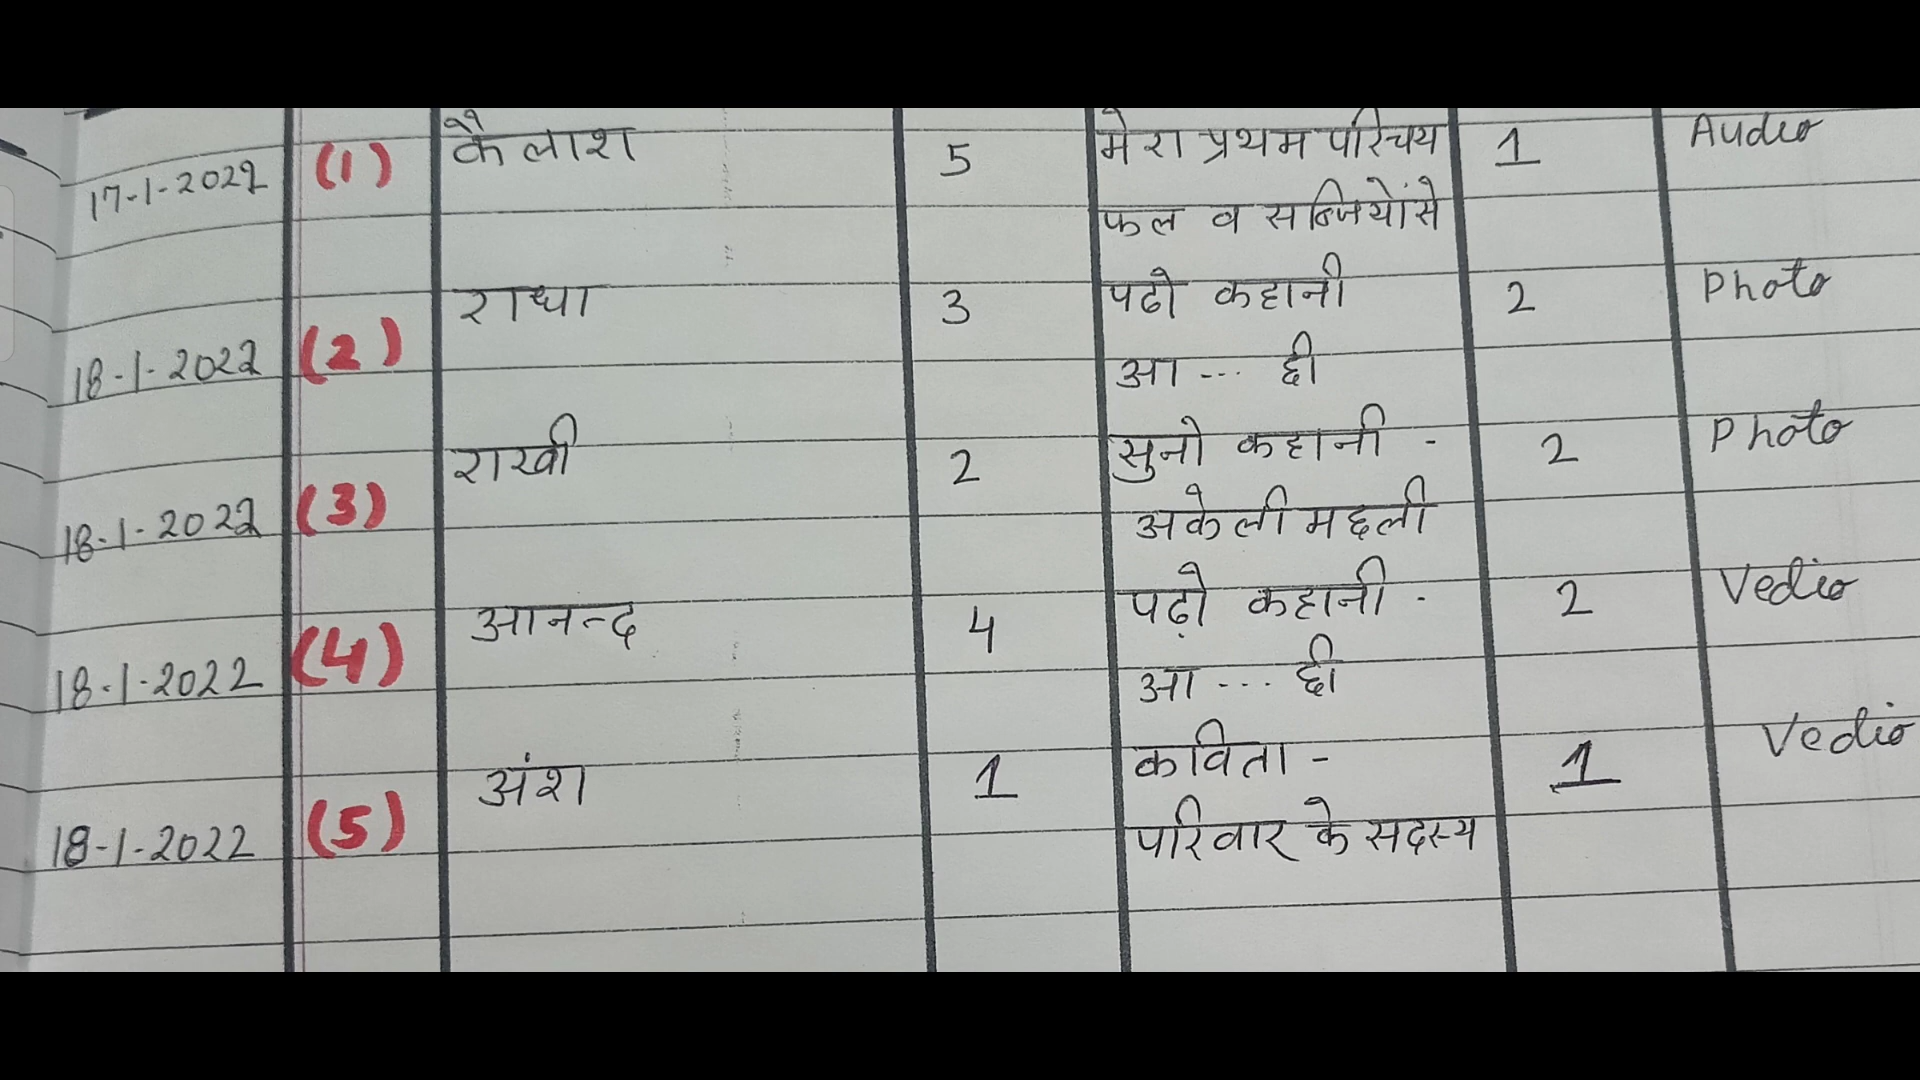 17-1-2022 (1) कैलाश 5 मेरा प्रथम परिचय 1 Audio
फल व सब्जियों से
18-1-2022 (2) राधा 3 पढो कहानी 2 Photo
आ... छी
18-1-2022 (3) राखी 2 सुनो कहानी - 2 Photo
अकेली मछली
18-1-2022 (4) आनन्द 4 पढ़ो कहानी - 2 Vedio
आ... छी
18-1-2022 (5) अंश 1 कविता - 1 Vedio
परिवार के सदस्य